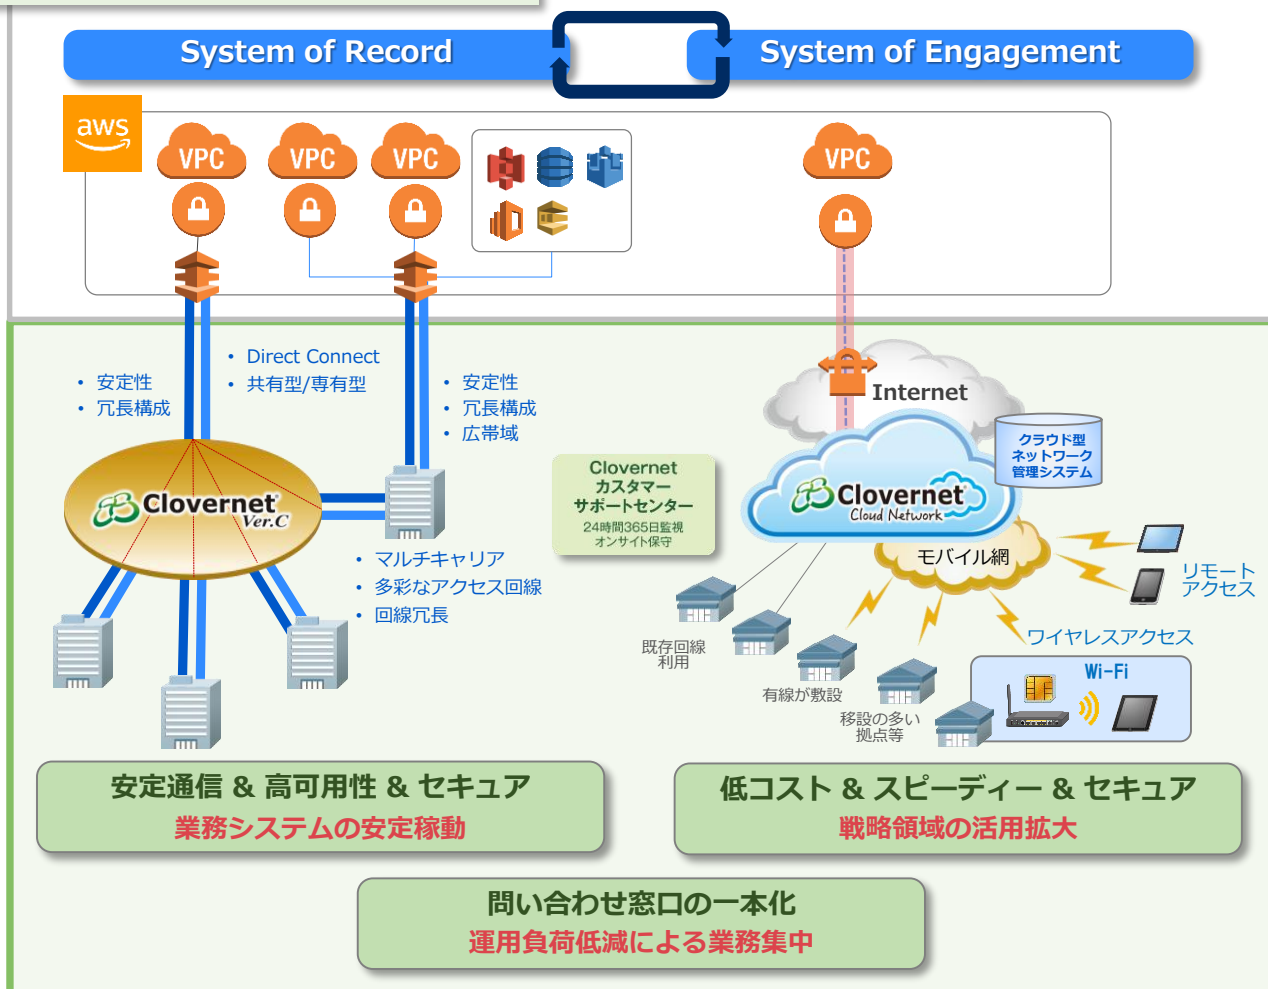 System of Record
System of Engagement
aws
VPC
VPC
VPC
VPC
• Direct Connect
• 共有型/専有型
• 安定性
• 冗長構成
• 安定性
• 冗長構成
• 広帯域
Internet
クラウド型
ネットワーク
管理システム
Clovernet
Ver.C
Clovernet
カスタマー
サポートセンター
24時間365日監視
オンサイト保守
Clovernet
Cloud Network
モバイル網
リモート
アクセス
• マルチキャリア
• 多彩なアクセス回線
• 回線冗長
既存回線
利用
有線が敷設
移設の多い
拠点等
ワイヤレスアクセス
Wi-Fi
安定通信 & 高可用性 & セキュア
業務システムの安定稼動
低コスト & スピーディー & セキュア
戦略領域の活用拡大
問い合わせ窓口の一本化
運用負荷低減による業務集中